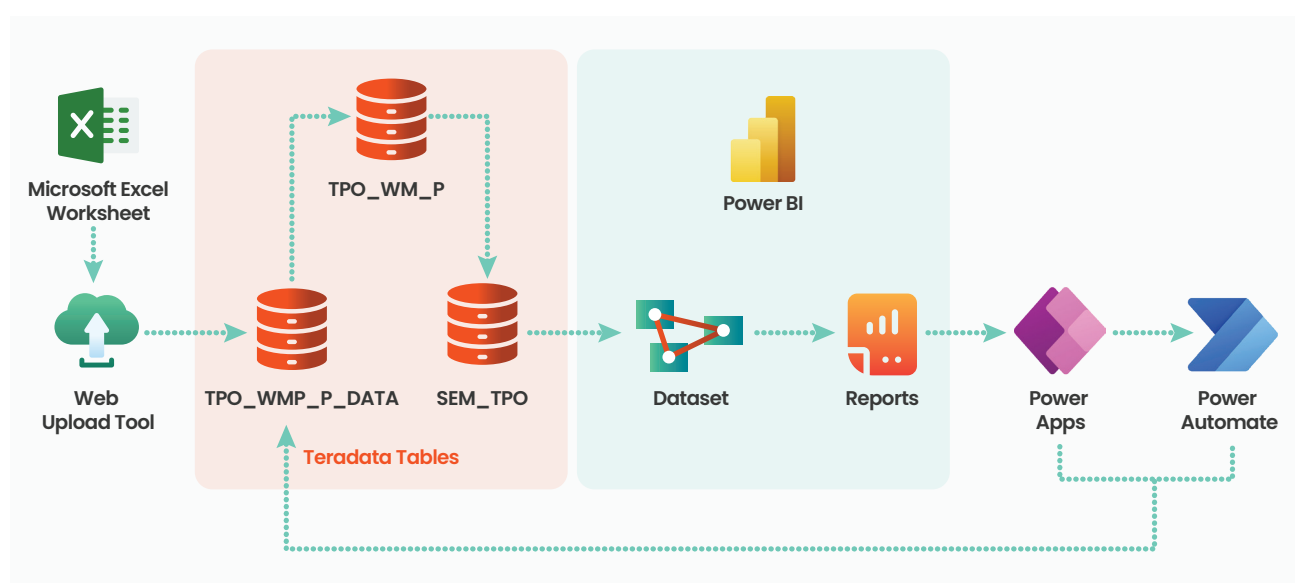 Microsoft Excel
Worksheet
Web
Upload Tool
TPO_WM_P
TPO_WMP_P_DATA
SEM_TPO
Teradata Tables
Power BI
Dataset
Reports
Power
Apps
Power
Automate